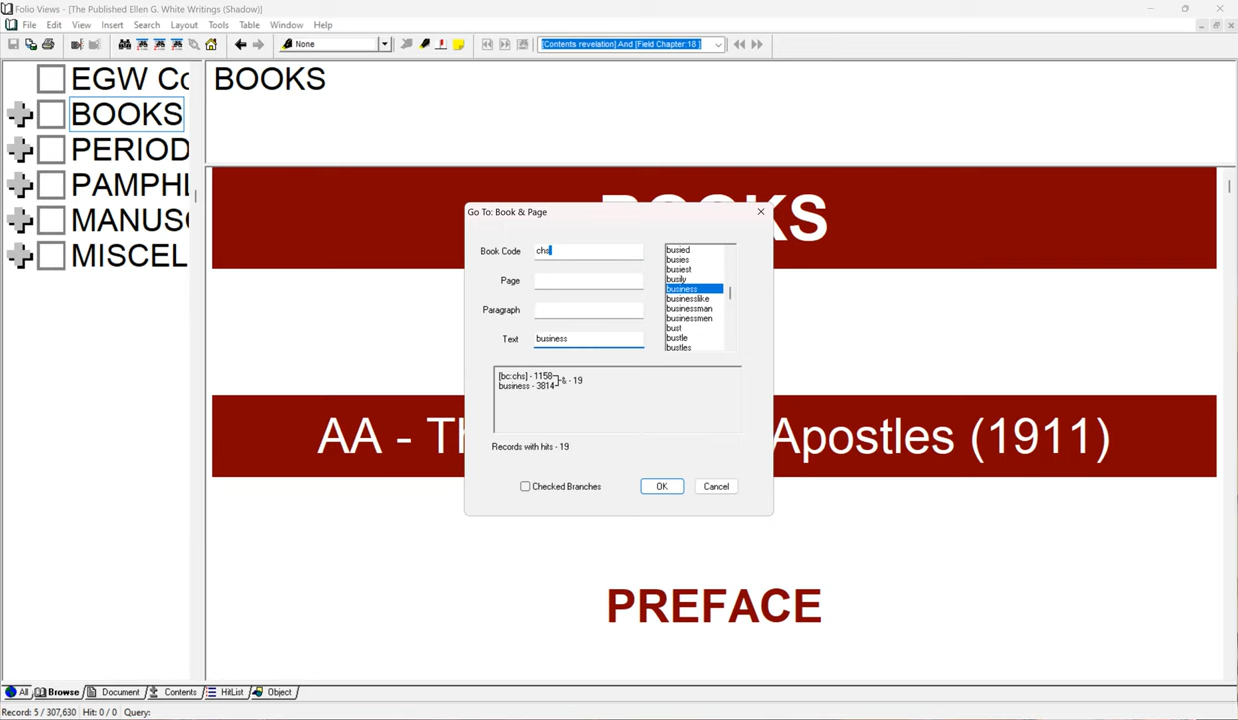 Folio Views - [The Published Ellen G. White Writings (Shadow)]
File Edit View Insert Search Layout Tools Table Window Help
None
[Contents revelation] And [Field Chapter:18 ]
EGW Co
BOOKS
PERIOD
PAMPHL
MANUSC
MISCEL
BOOKS
BOOKS
AA - Th Apostles (1911)
PREFACE
Go To: Book & Page
Book Code chs
Page
Paragraph
Text business
busied
busies
busiest
busily
business
businesslike
businessman
businessmen
bust
bustle
bustles
[bc:chs] - 1158
business - 3814
& - 19
Records with hits - 19
Checked Branches OK Cancel
All Browse Document Contents HitList Object
Record: 5 / 307,630 Hit: 0 / 0 Query: